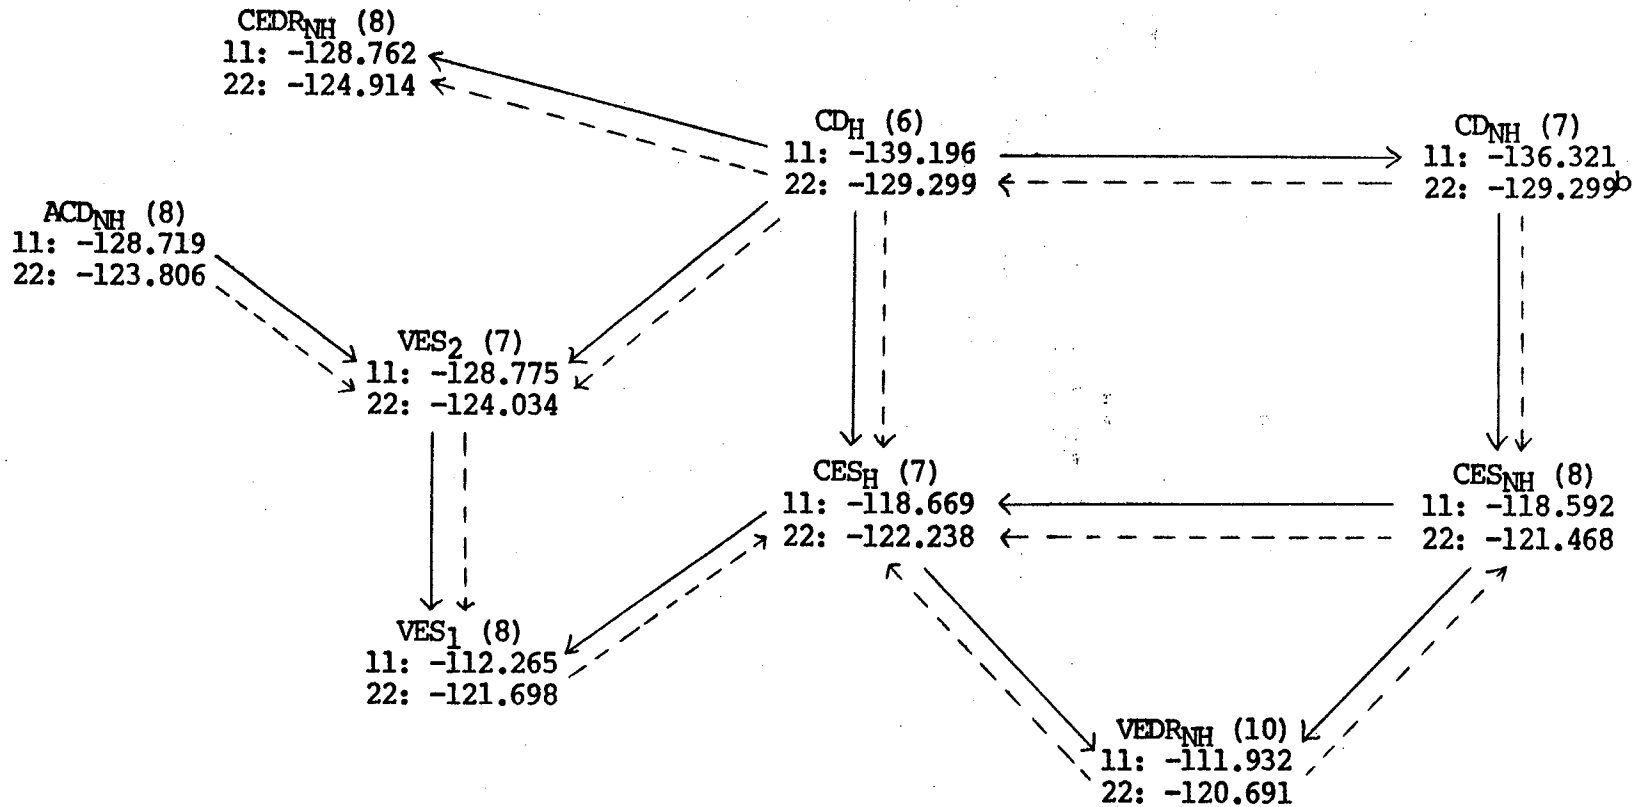 CEDR_NH (8)
11: -128.762
22: -124.914
CD_H (6)
11: -139.196
22: -129.299
CD_NH (7)
11: -136.321
22: -129.299b
ACD_NH (8)
11: -128.719
22: -123.806
VES_2 (7)
11: -128.775
22: -124.034
CES_H (7)
11: -118.669
22: -122.238
CES_NH (8)
11: -118.592
22: -121.468
VES_1 (8)
11: -112.265
22: -121.698
VEDR_NH (10)
11: -111.932
22: -120.691